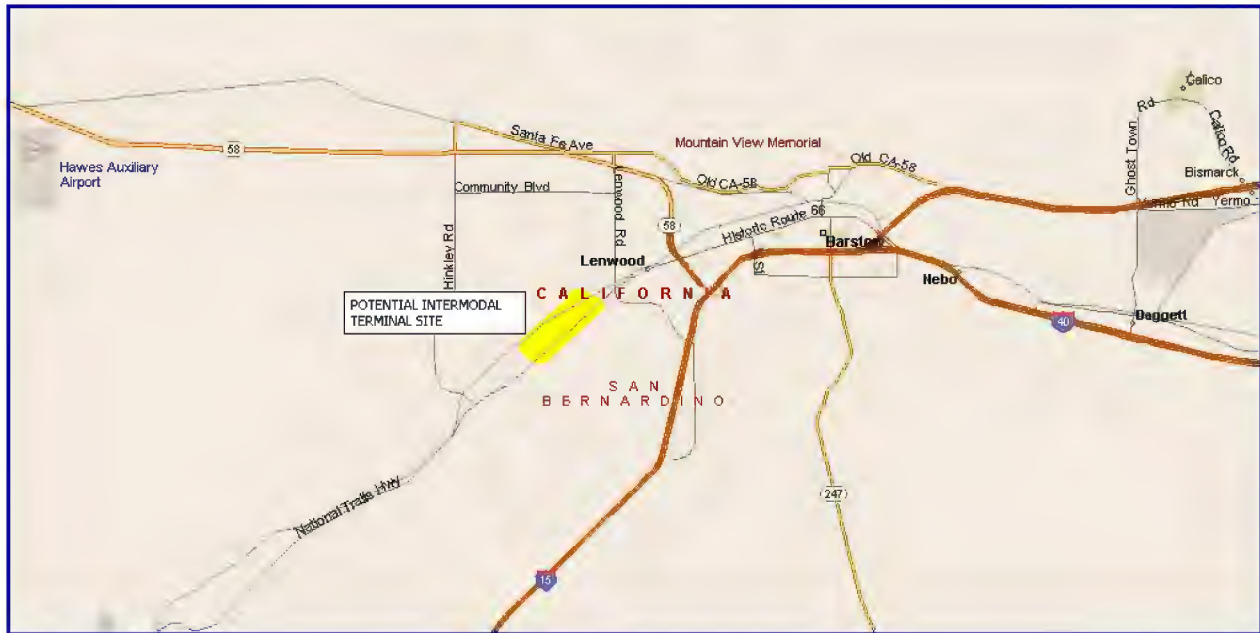 Calico
Ghost Town Rd
Calico Rd
Santa Fe Ave
Mountain View Memorial
Old CA-58
58
Hawes Auxiliary
Airport
Old CA-58
Bismarck
Community Blvd
Lenwood Rd
Yermo Rd
Yermo
Hinkley Rd
58
Historic Route 66
Barstow
Lenwood
St
Nebo
CALIFORNIA
POTENTIAL INTERMODAL
TERMINAL SITE
Daggett
40
SAN
BERNARDINO
National Trails Hwy
247
15